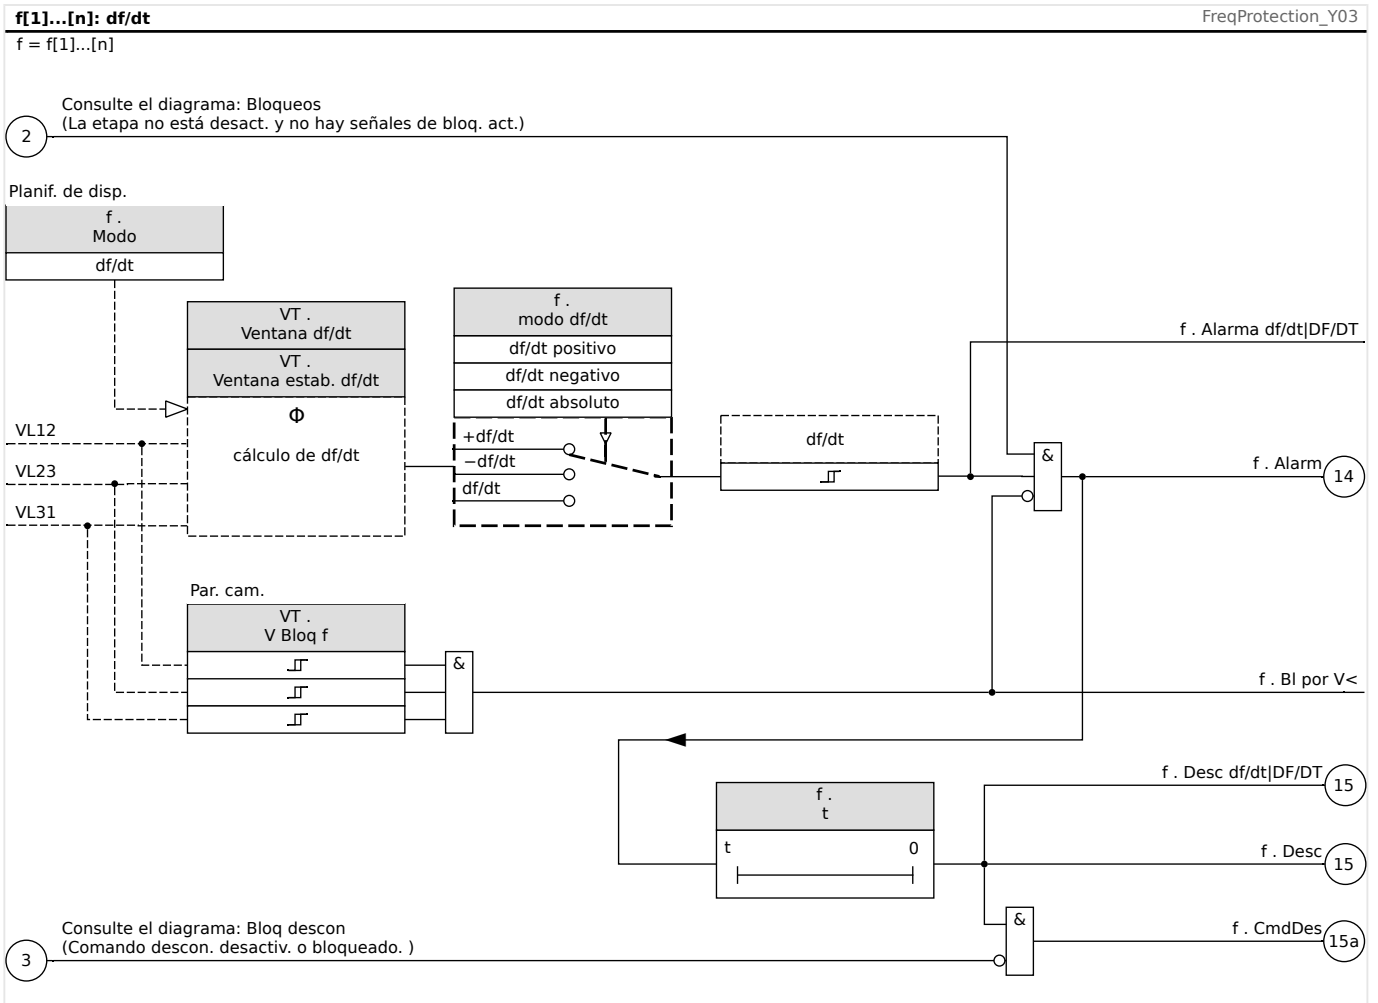 f[1]...[n]: df/dt
FreqProtection_Y03
f = f[1]...[n]
Consulte el diagrama: Bloqueos
(La etapa no está desact. y no hay señales de bloq. act.)
2
Planif. de disp.
f .
Modo
df/dt
VT .
Ventana df/dt
VT .
Ventana estab. df/dt
Φ
cálculo de df/dt
f .
modo df/dt
df/dt positivo
df/dt negativo
df/dt absoluto
+df/dt
−df/dt
df/dt
df/dt
f . Alarma df/dt|DF/DT
&
f . Alarm
14
VL12
VL23
VL31
Par. cam.
VT .
V Bloq f
&
f . Bl por V<
f .
t
t
0
f . Desc df/dt|DF/DT
15
f . Desc
15
&
f . CmdDes
15a
Consulte el diagrama: Bloq descon
(Comando descon. desactiv. o bloqueado. )
3